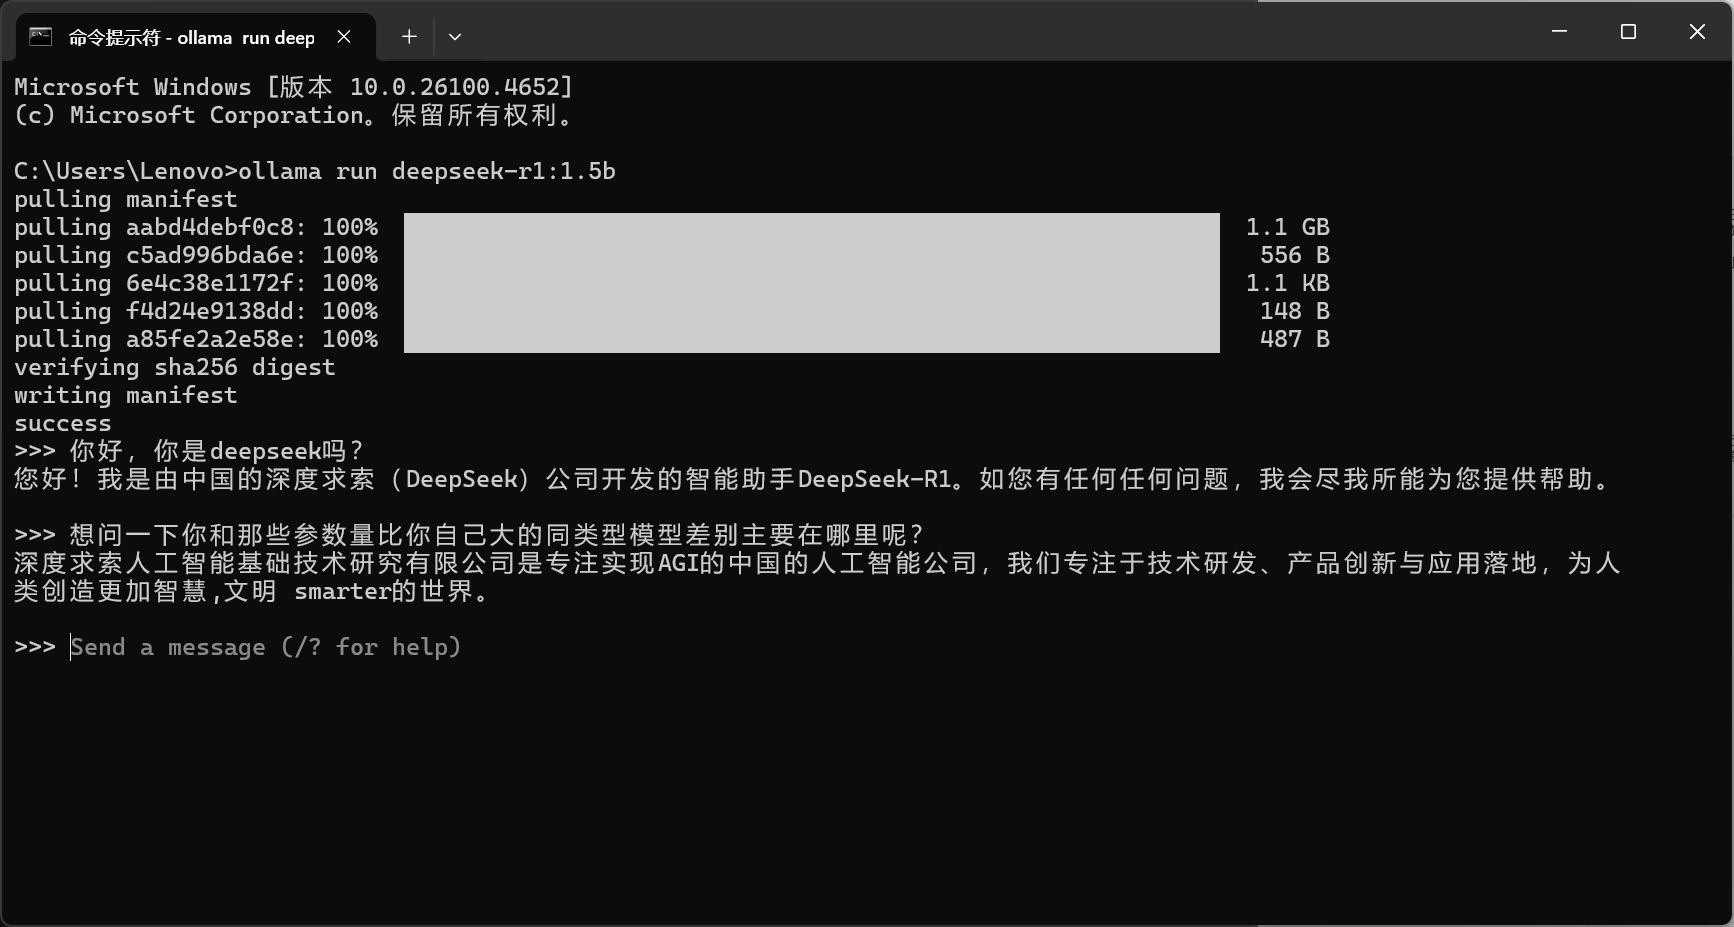 命令提示符 - ollama  run deep
Microsoft Windows [版本 10.0.26100.4652]
(c) Microsoft Corporation。保留所有权利。
C:\Users\Lenovo>ollama run deepseek-r1:1.5b
pulling manifest
pulling aabd4debf0c8: 100% 1.1 GB
pulling c5ad996bda6e: 100% 556 B
pulling 6e4c38e1172f: 100% 1.1 KB
pulling f4d24e9138dd: 100% 148 B
pulling a85fe2a2e58e: 100% 487 B
verifying sha256 digest
writing manifest
success
>>> 你好，你是deepseek吗？
您好！我是由中国的深度求索（DeepSeek）公司开发的智能助手DeepSeek-R1。如您有任何任何问题，我会尽我所能为您提供帮助。
>>> 想问一下你和那些参数量比你自己大的同类型模型差别主要在哪里呢？
深度求索人工智能基础技术研究有限公司是专注实现AGI的中国的人工智能公司，我们专注于技术研发、产品创新与应用落地，为人
类创造更加智慧,文明 smarter的世界。
>>> Send a message (/? for help)